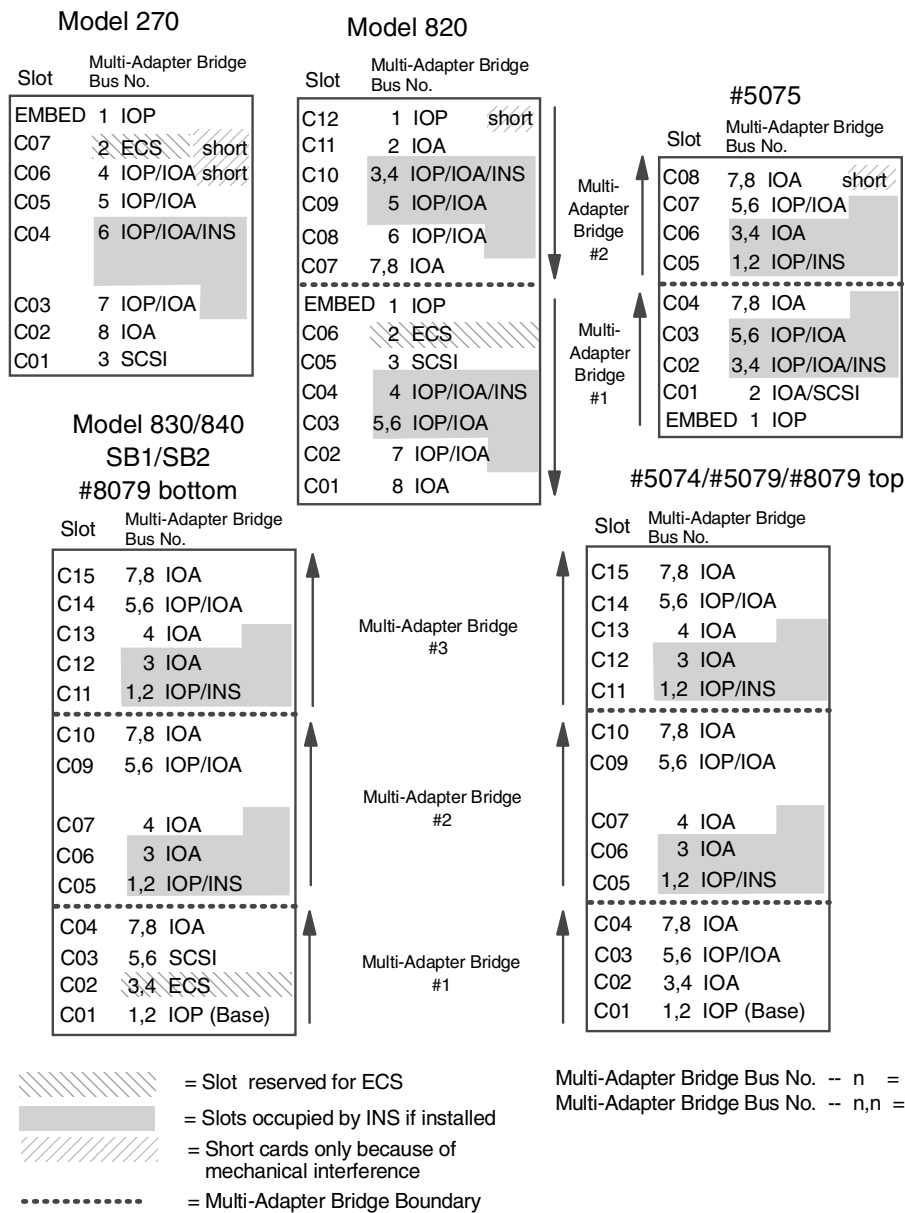 Model 270
Multi-Adapter Bridge
Slot Bus No.
EMBED 1 IOP
C07 2 ECS short
C06 4 IOP/IOA short
C05 5 IOP/IOA
C04 6 IOP/IOA/INS
C03 7 IOP/IOA
C02 8 IOA
C01 3 SCSI
Model 820
Multi-Adapter Bridge
Slot Bus No.
C12 1 IOP short
C11 2 IOA
C10 3,4 IOP/IOA/INS
C09 5 IOP/IOA
C08 6 IOP/IOA
C07 7,8 IOA
EMBED 1 IOP
C06 2 ECS
C05 3 SCSI
C04 4 IOP/IOA/INS
C03 5,6 IOP/IOA
C02 7 IOP/IOA
C01 8 IOA
Multi-
Adapter
Bridge
#2
Multi-
Adapter
Bridge
#1
#5075
Multi-Adapter Bridge
Slot Bus No.
C08 7,8 IOA short
C07 5,6 IOP/IOA
C06 3,4 IOA
C05 1,2 IOP/INS
C04 7,8 IOA
C03 5,6 IOP/IOA
C02 3,4 IOP/IOA/INS
C01 2 IOA/SCSI
EMBED 1 IOP
Model 830/840
SB1/SB2
#8079 bottom
Multi-Adapter Bridge
Slot Bus No.
C15 7,8 IOA
C14 5,6 IOP/IOA
C13 4 IOA
C12 3 IOA
C11 1,2 IOP/INS
C10 7,8 IOA
C09 5,6 IOP/IOA
C07 4 IOA
C06 3 IOA
C05 1,2 IOP/INS
C04 7,8 IOA
C03 5,6 SCSI
C02 3,4 ECS
C01 1,2 IOP (Base)
Multi-Adapter Bridge
#3
Multi-Adapter Bridge
#2
Multi-Adapter Bridge
#1
#5074/#5079/#8079 top
Multi-Adapter Bridge
Slot Bus No.
C15 7,8 IOA
C14 5,6 IOP/IOA
C13 4 IOA
C12 3 IOA
C11 1,2 IOP/INS
C10 7,8 IOA
C09 5,6 IOP/IOA
C07 4 IOA
C06 3 IOA
C05 1,2 IOP/INS
C04 7,8 IOA
C03 5,6 IOP/IOA
C02 3,4 IOA
C01 1,2 IOP (Base)
= Slot reserved for ECS
= Slots occupied by INS if installed
= Short cards only because of
mechanical interference
= Multi-Adapter Bridge Boundary
Multi-Adapter Bridge Bus No. -- n =
Multi-Adapter Bridge Bus No. -- n,n =